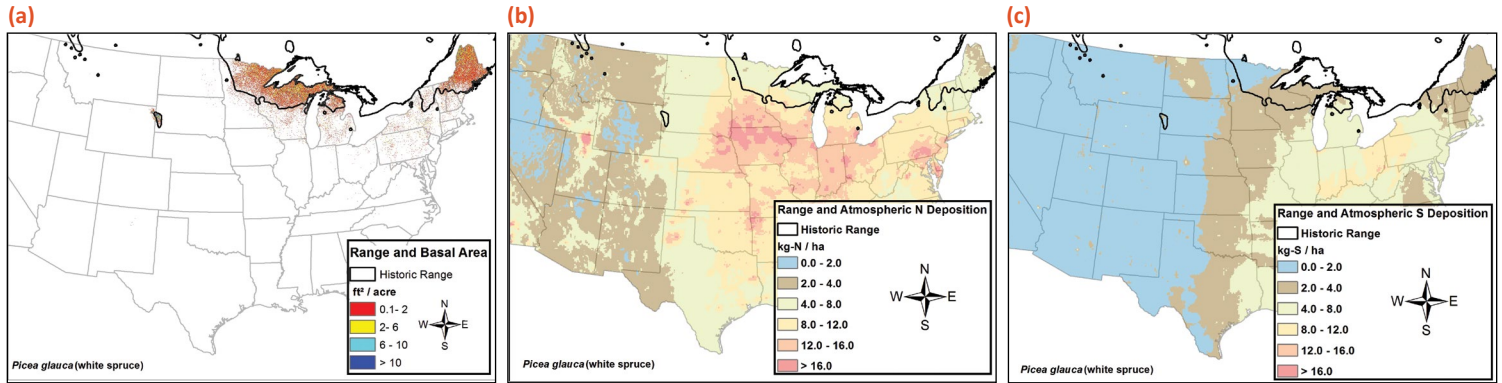 (a)
Range and Basal Area
Historic Range
ft² / acre
0.1- 2
2- 6
6 - 10
> 10
N
W E
S
Picea glauca (white spruce)
(b)
Range and Atmospheric N Deposition
Historic Range
kg-N / ha
0.0 - 2.0
2.0 - 4.0
4.0 - 8.0
8.0 - 12.0
12.0 - 16.0
> 16.0
N
W E
S
Picea glauca (white spruce)
(c)
Range and Atmospheric S Deposition
Historic Range
kg-S / ha
0.0 - 2.0
2.0 - 4.0
4.0 - 8.0
8.0 - 12.0
12.0 - 16.0
> 16.0
N
W E
S
Picea glauca (white spruce)